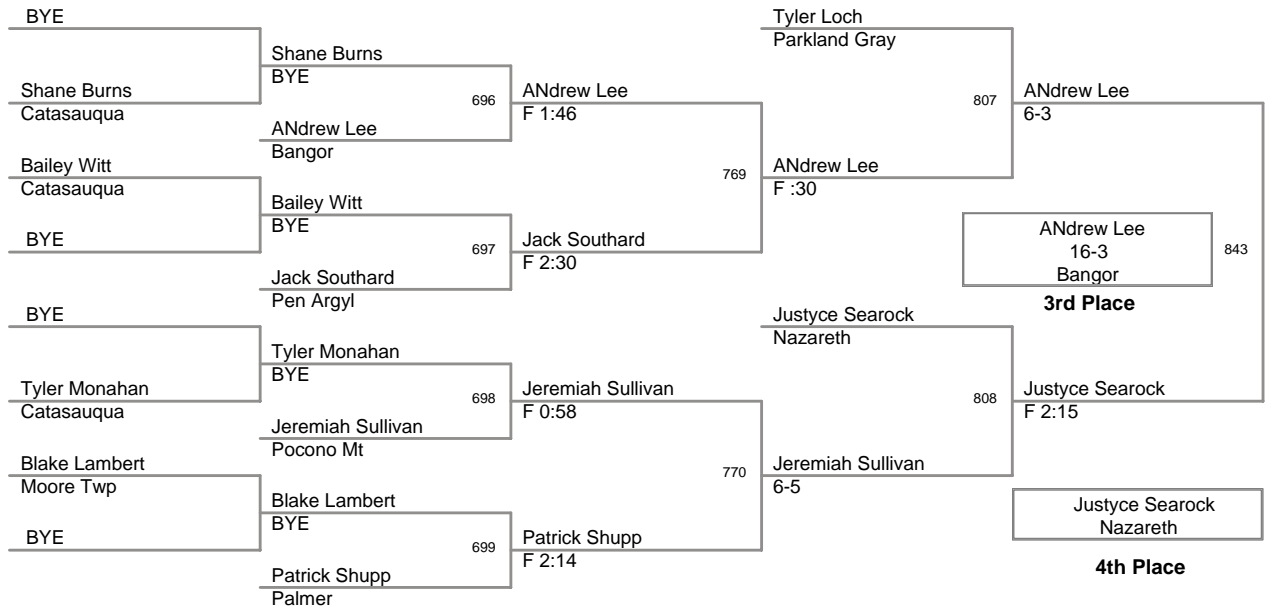 BYE
Shane Burns
Catasauqua
Bailey Witt
Catasauqua
BYE
BYE
Tyler Monahan
Catasauqua
Blake Lambert
Moore Twp
BYE
Shane Burns
BYE
696
ANdrew Lee
Bangor
Bailey Witt
BYE
697
Jack Southard
Pen Argyl
Tyler Monahan
BYE
698
Jeremiah Sullivan
Pocono Mt
Blake Lambert
BYE
699
Patrick Shupp
Palmer
ANdrew Lee
F 1:46
769
Jack Southard
F 2:30
Jeremiah Sullivan
F 0:58
770
Patrick Shupp
F 2:14
Tyler Loch
Parkland Gray
807
ANdrew Lee
F :30
Justyce Searock
Nazareth
808
Jeremiah Sullivan
6-5
ANdrew Lee
6-3
843
Justyce Searock
F 2:15
ANdrew Lee
16-3
Bangor
3rd Place
Justyce Searock
Nazareth
4th Place